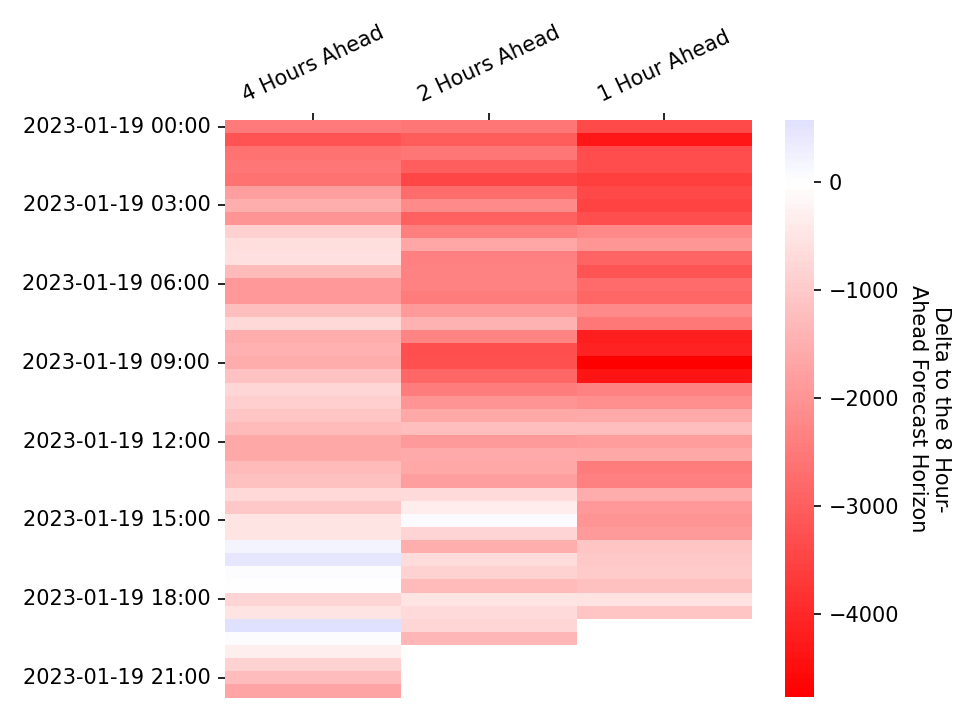 4 Hours Ahead
2 Hours Ahead
1 Hour Ahead
2023-01-19 00:00
2023-01-19 03:00
2023-01-19 06:00
2023-01-19 09:00
2023-01-19 12:00
2023-01-19 15:00
2023-01-19 18:00
2023-01-19 21:00
0
−1000
−2000
−3000
−4000
Delta to the 8 Hour-
Ahead Forecast Horizon